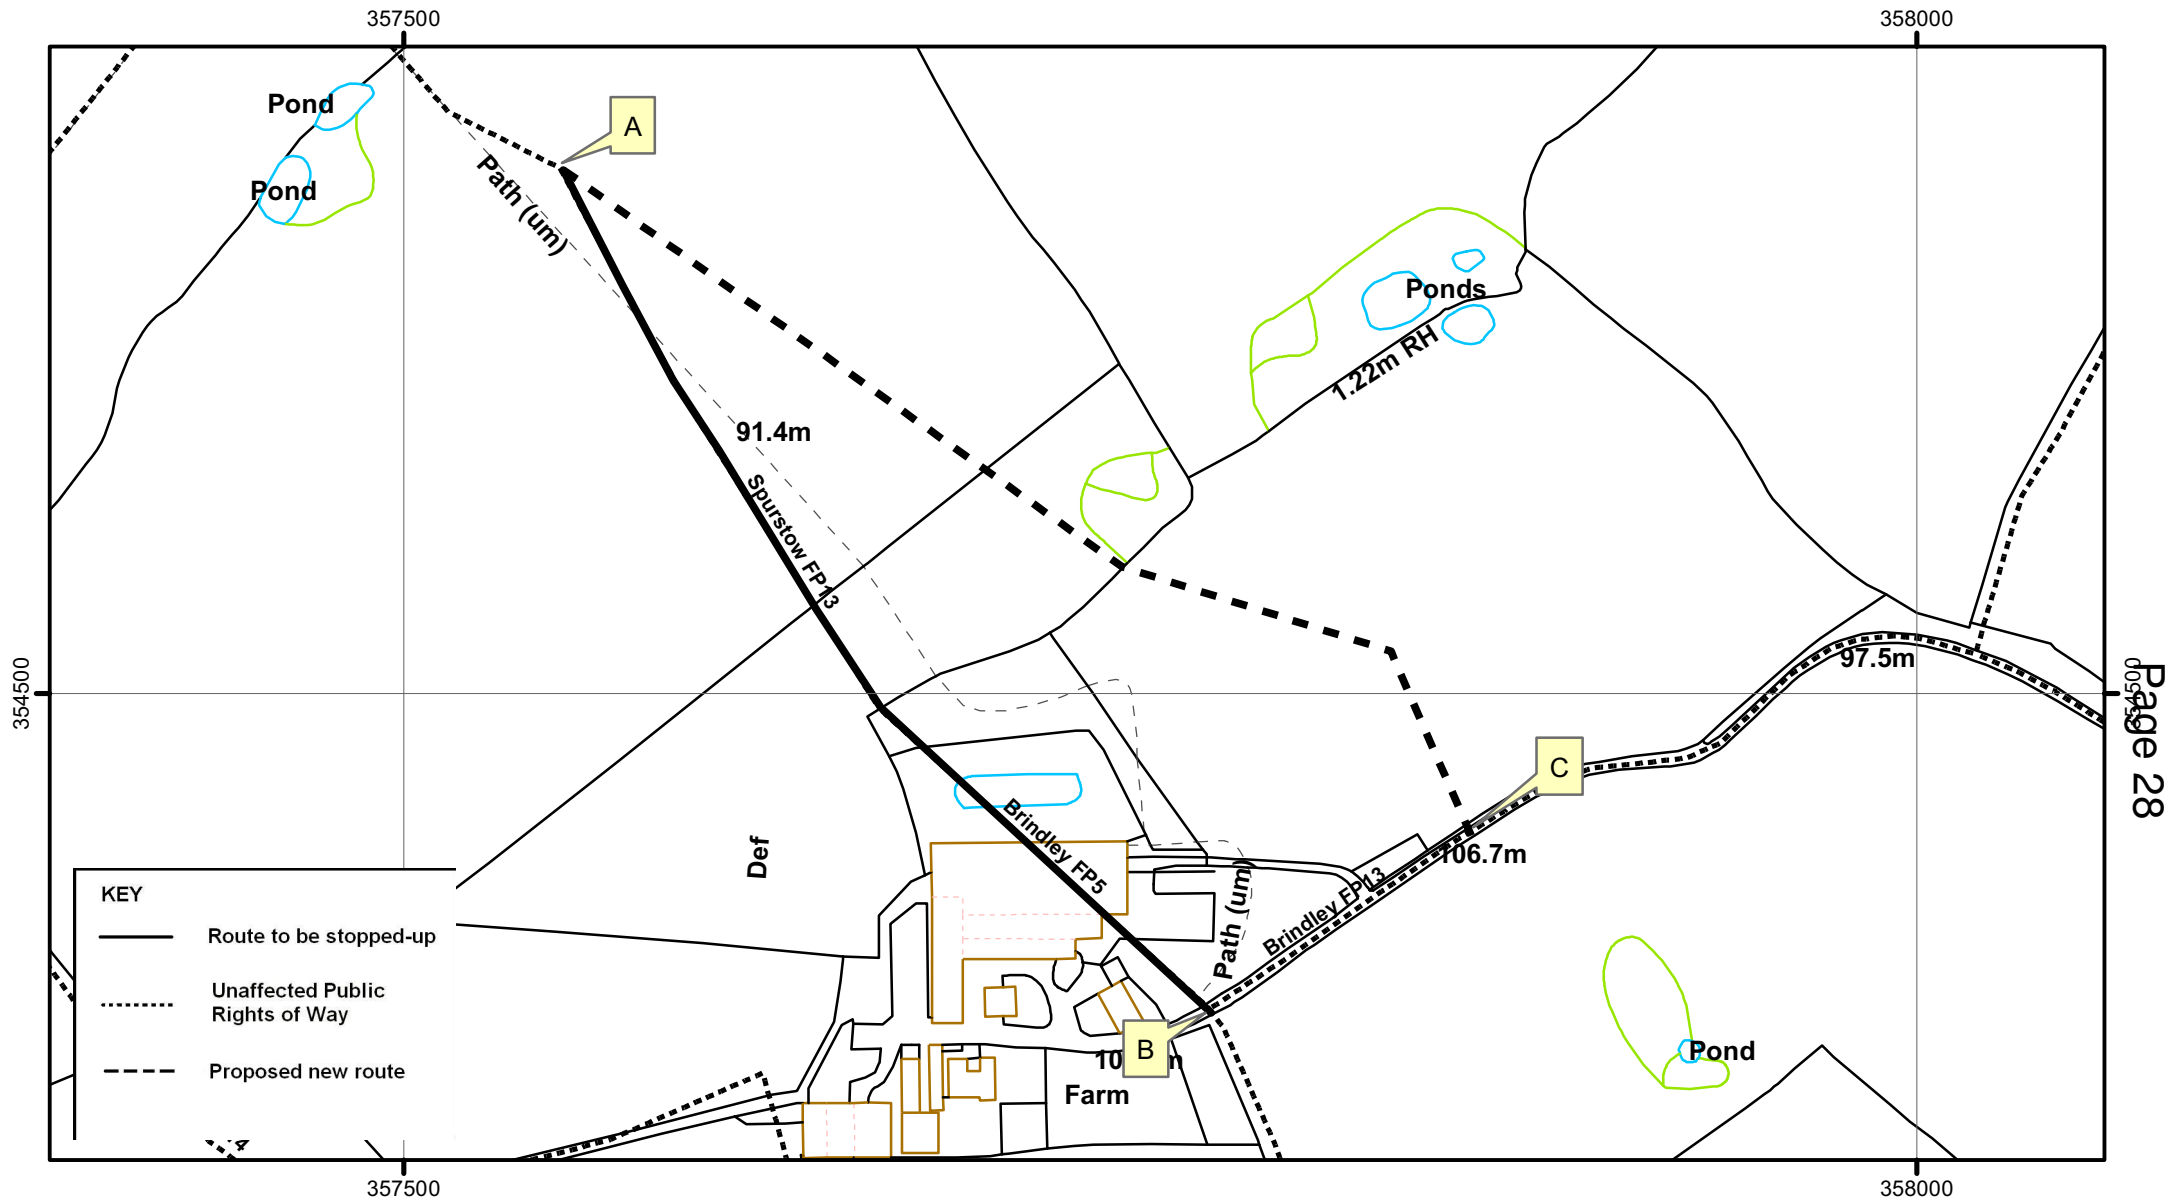 357500
358000
Pond
A
Path (um)
Pond
Ponds
1.22m RH
91.4m
Spurstow FP13
97.5m
354500
354500
Page 28
C
Brindley FP5
Def
106.7m
Brindley FP13
Path (um)
KEY
Route to be stopped-up
Unaffected Public
Rights of Way
Proposed new route
B
Farm
Pond
357500
358000